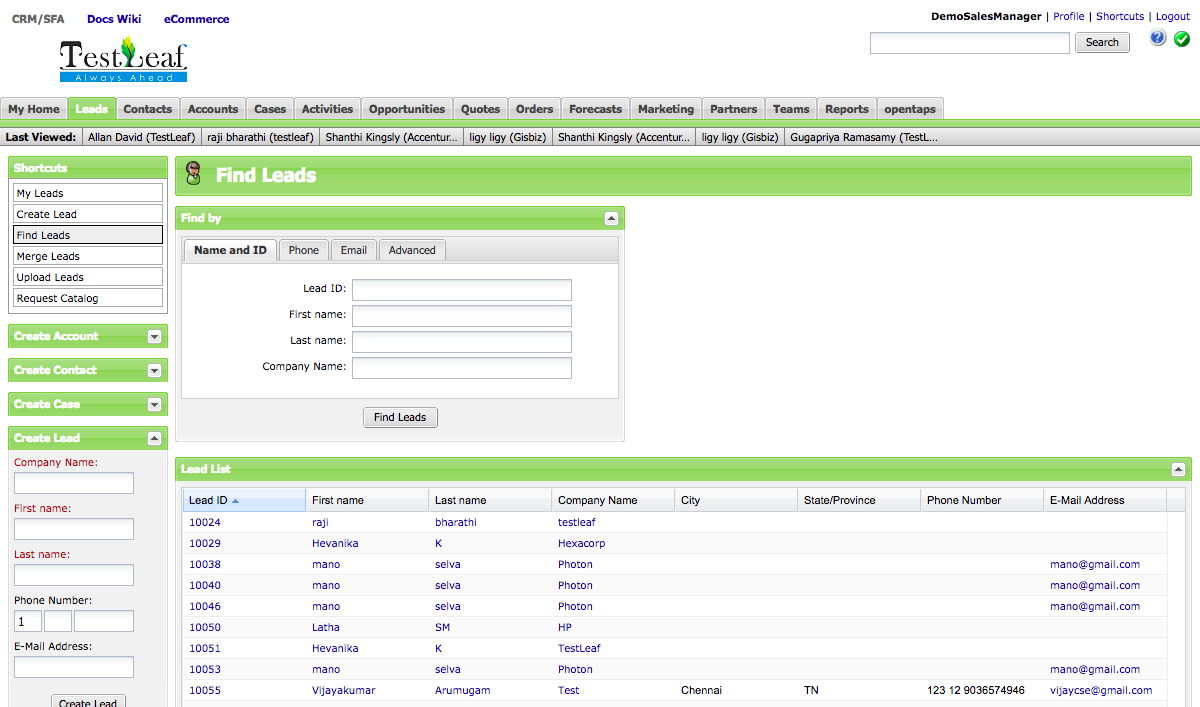 CRM/SFA Docs Wiki eCommerce
DemoSalesManager | Profile | Shortcuts | Logout
Search
TestLeaf
Always Ahead
My Home Leads Contacts Accounts Cases Activities Opportunities Quotes Orders Forecasts Marketing Partners Teams Reports opentaps
Last Viewed: Allan David (TestLeaf) raji bharathi (testleaf) Shanthi Kingsly (Accentur... ligy ligy (Gisbiz) Shanthi Kingsly (Accentur... ligy ligy (Gisbiz) Gugapriya Ramasamy (TestL...
Shortcuts
My Leads
Create Lead
Find Leads
Merge Leads
Upload Leads
Request Catalog
Create Account
Create Contact
Create Case
Create Lead
Company Name:
First name:
Last name:
Phone Number:
1
E-Mail Address:
Create Lead
Find Leads
Find by
Name and ID Phone Email Advanced
Lead ID:
First name:
Last name:
Company Name:
Find Leads
Lead List
Lead ID First name Last name Company Name City State/Province Phone Number E-Mail Address
10024 raji bharathi testleaf
10029 Hevanika K Hexacorp
10038 mano selva Photon mano@gmail.com
10040 mano selva Photon mano@gmail.com
10046 mano selva Photon mano@gmail.com
10050 Latha SM HP
10051 Hevanika K TestLeaf
10053 mano selva Photon mano@gmail.com
10055 Vijayakumar Arumugam Test Chennai TN 123 12 9036574946 vijaycse@gmail.com